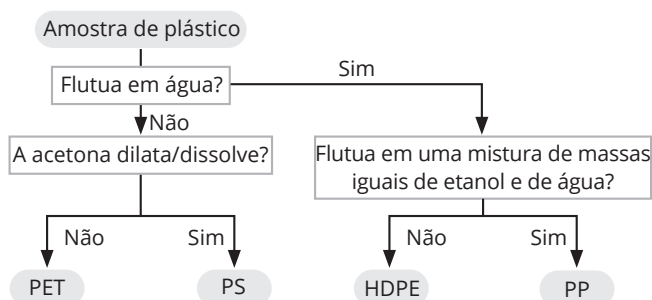 Amostra de plástico
Flutua em água?
Sim
Não
A acetona dilata/dissolve?
Flutua em uma mistura de massas
iguais de etanol e de água?
Não
Sim
Não
Sim
PET
PS
HDPE
PP